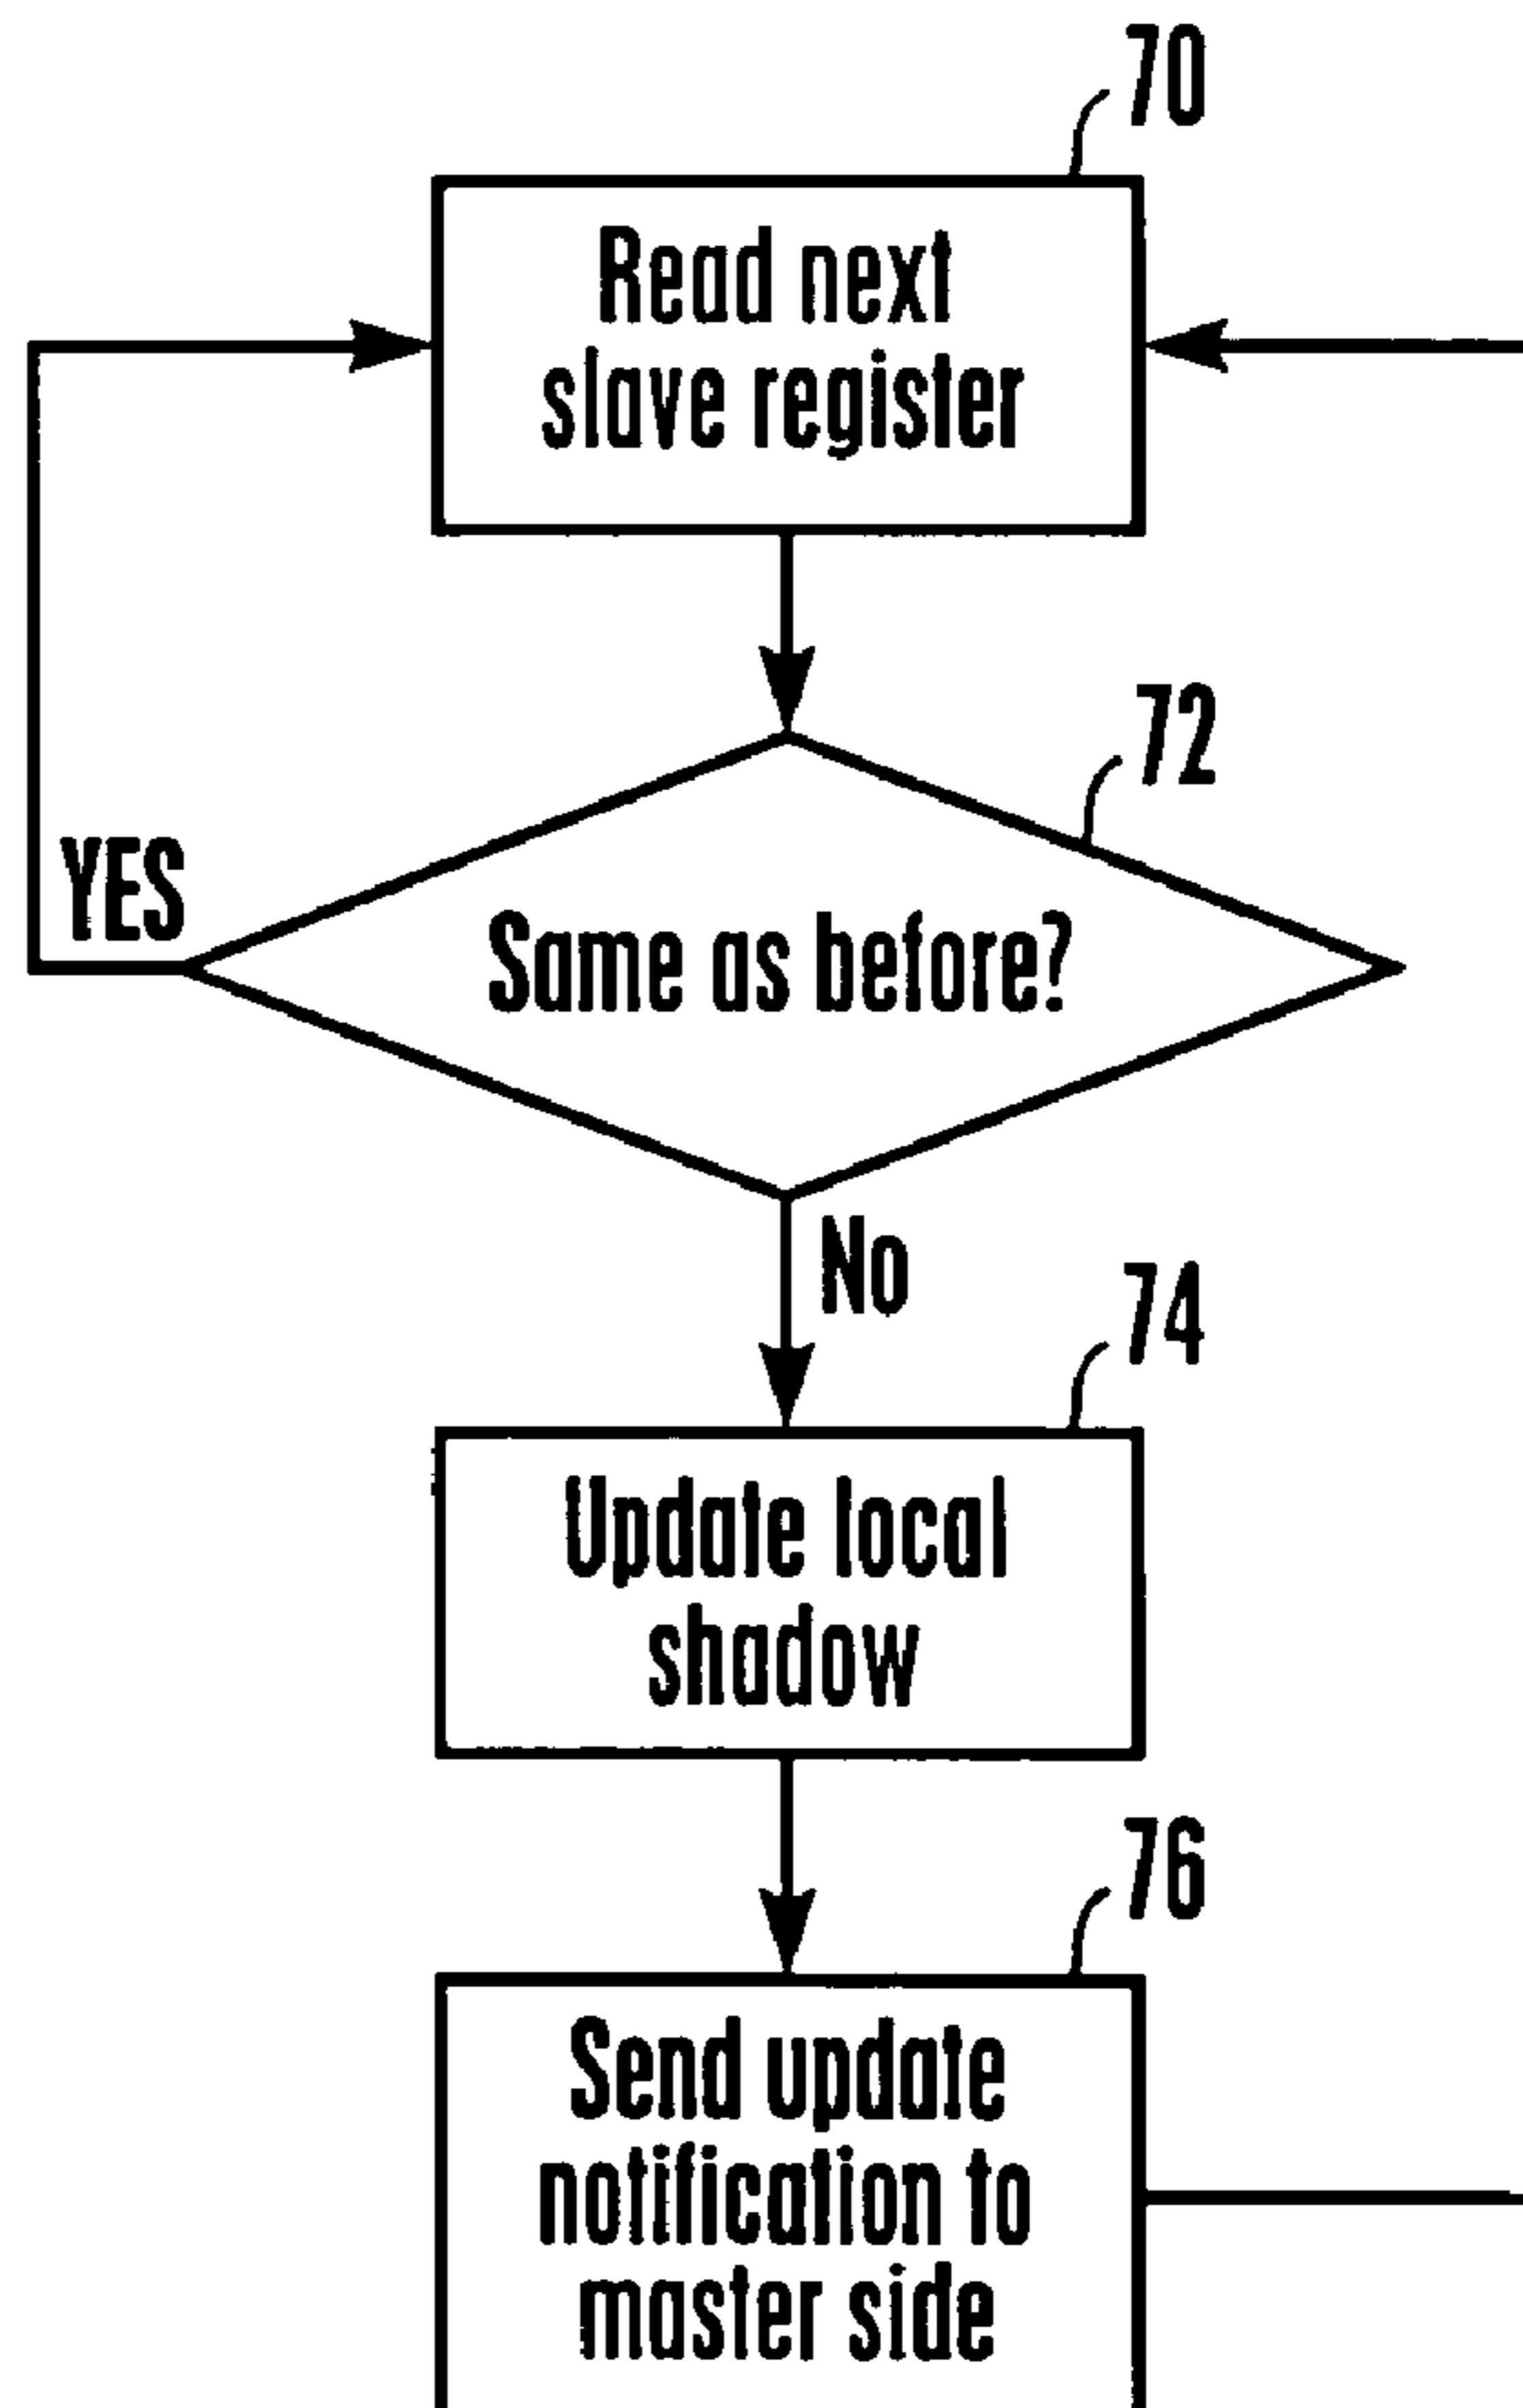 70
Read next
slave register
72
YES
Same as before?
No
74
Update local
shadow
76
Send update
notification to
master side